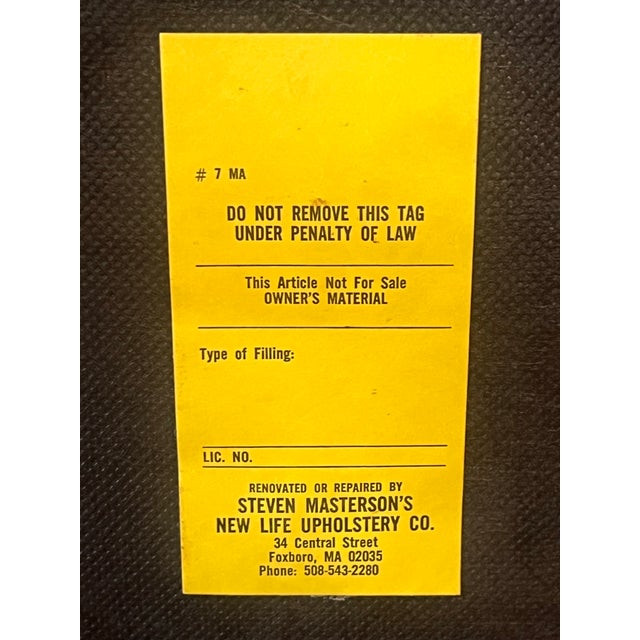 # 7 MA
DO NOT REMOVE THIS TAG
UNDER PENALTY OF LAW
This Article Not For Sale
OWNER'S MATERIAL
Type of Filling:
LIC. NO.
RENOVATED OR REPAIRED BY
STEVEN MASTERSON'S
NEW LIFE UPHOLSTERY CO.
34 Central Street
Foxboro, MA 02035
Phone: 508-543-2280